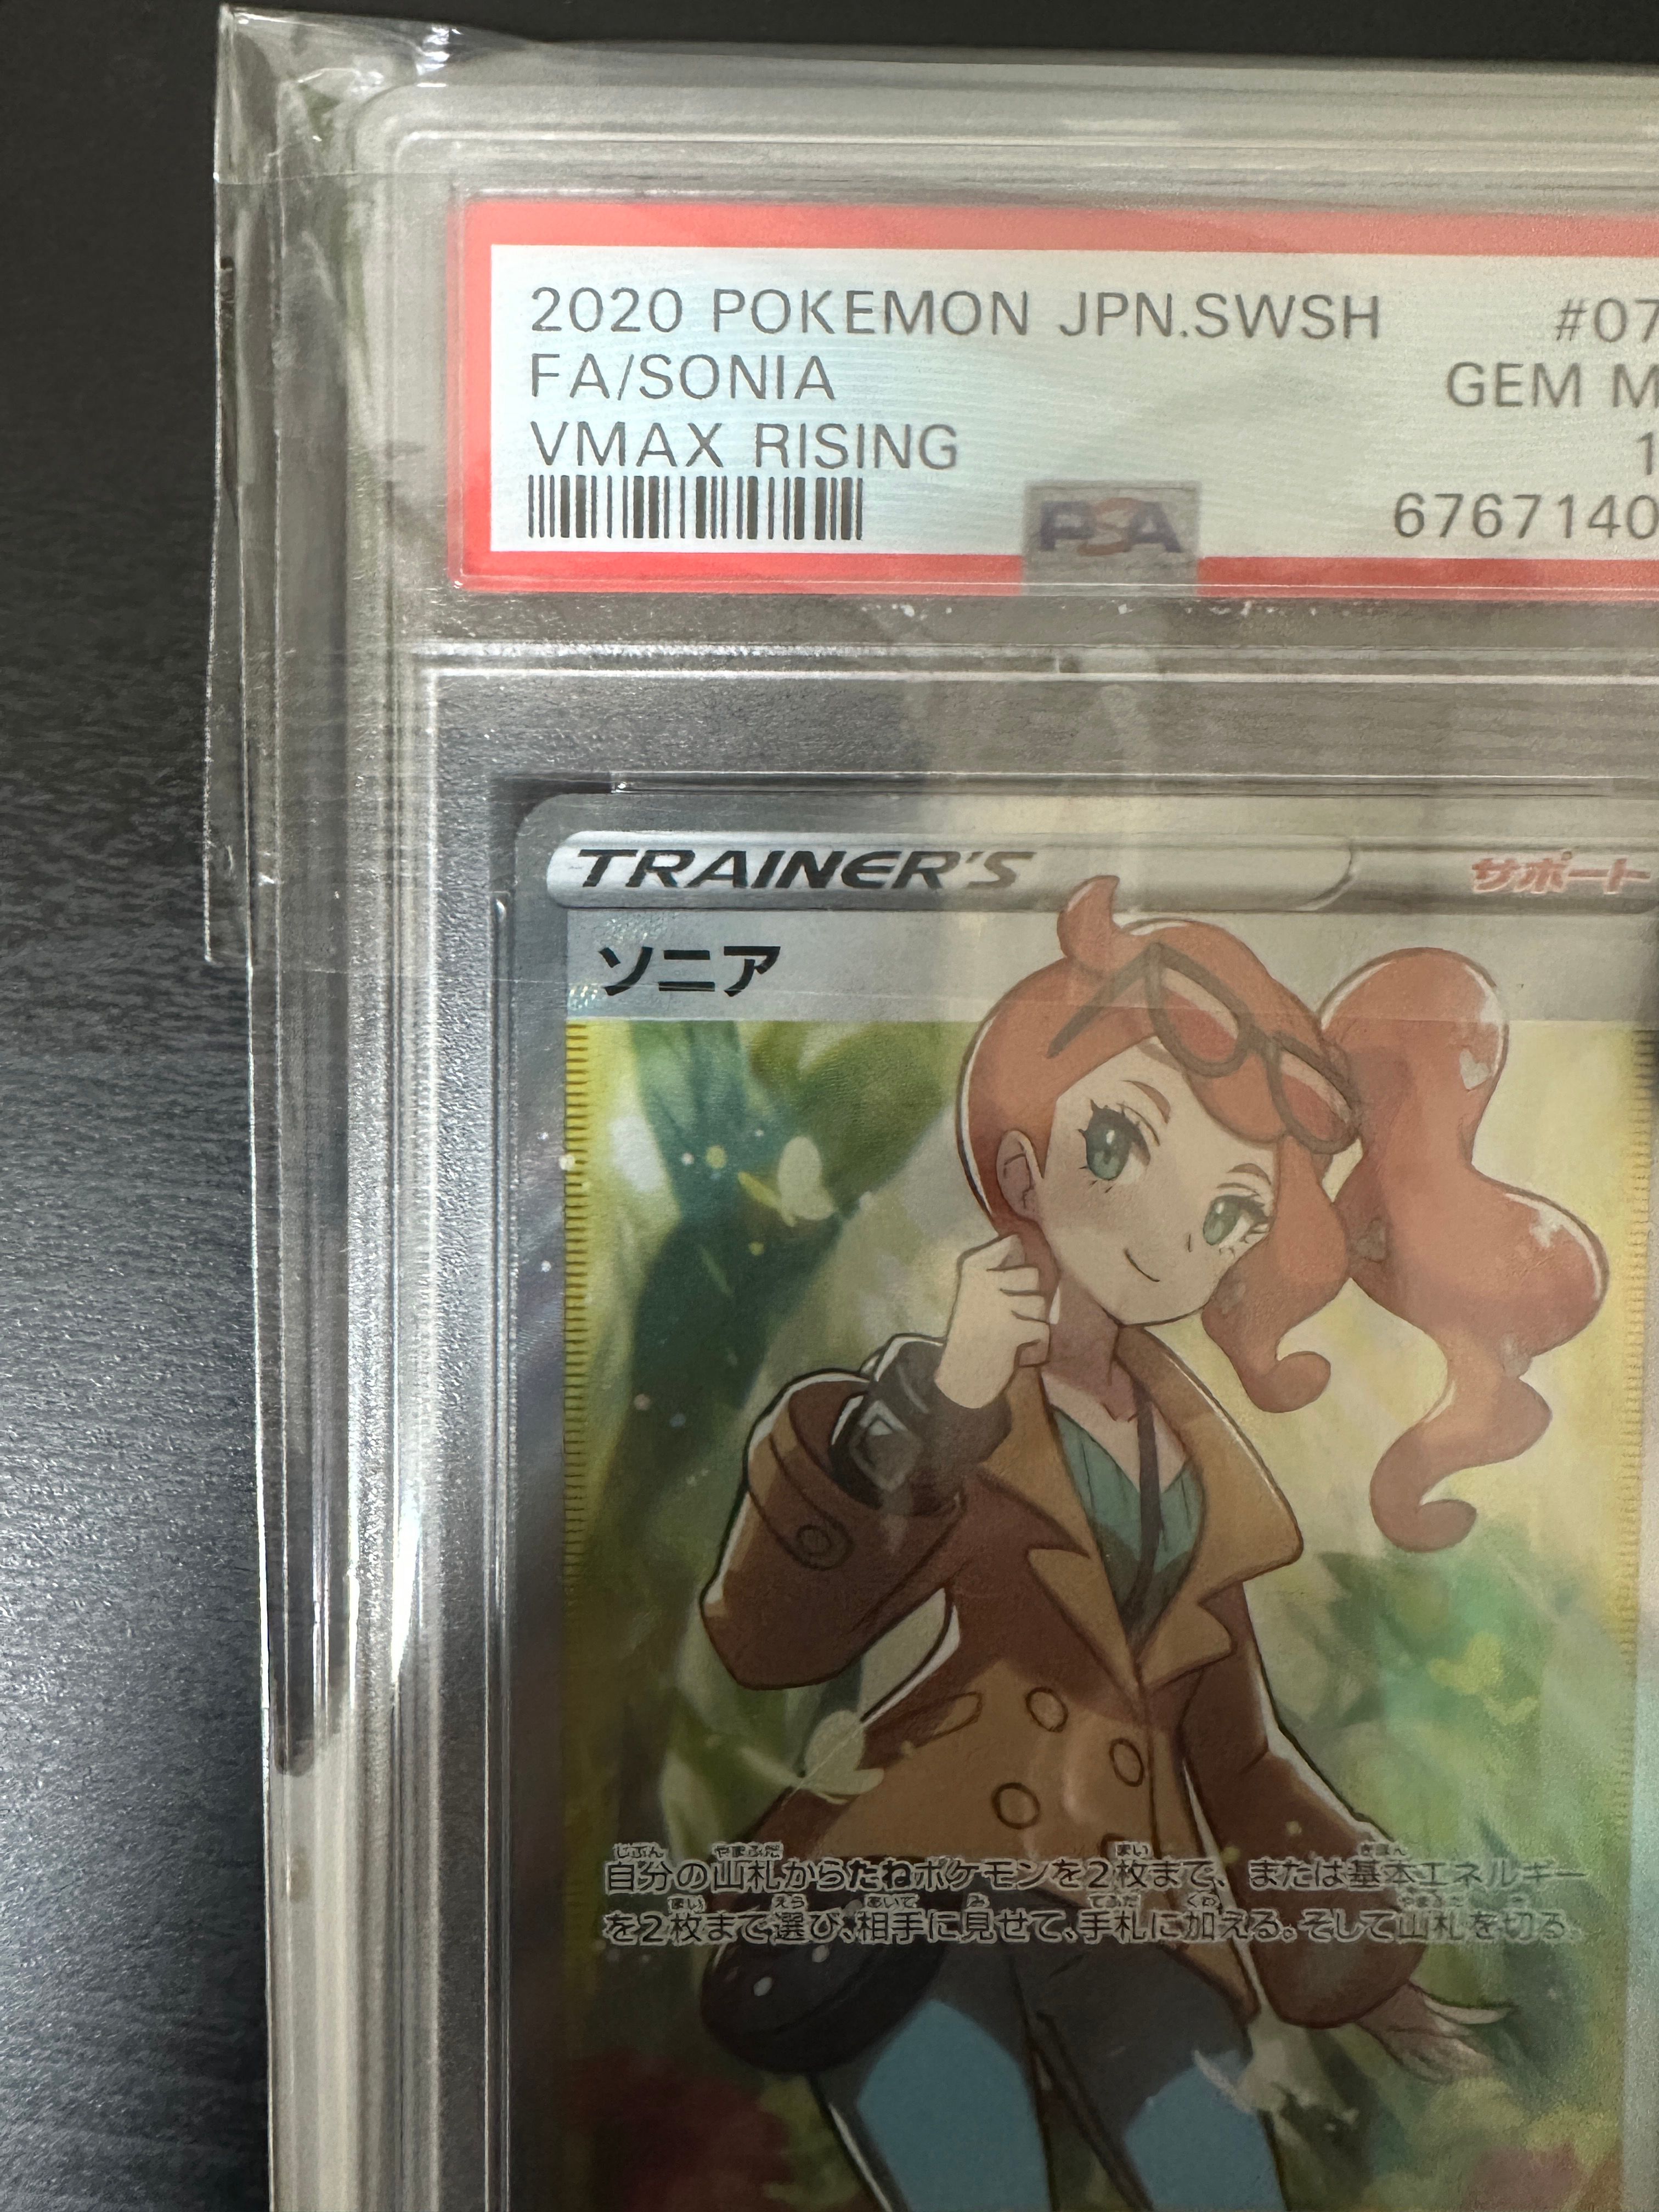 2020 POKEMON JPN.SWSH #07
FA/SONIA GEM M
VMAX RISING 1
6767140
PSA
TRAINER'S サポート
ソニア
自分の山札からたねポケモンを2枚まで、または基本エネルギー
を2枚まで選び、相手に見せて、手札に加える。そして山札を切る。